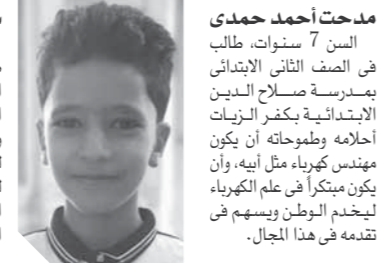 مدحت أحمد حمدى
السن 7 سنوات، طالب
فى الصف الثانى الابتدائى
بمدرسة صلاح الدين
الابتدائية بكفر الزيات
أحلامه وطموحاته أن يكون
مهندس كهرباء مثل أبيه، وأن
يكون مبتكراً فى علم الكهرباء
ليخدم الوطن ويسهم فى
تقدمه فى هذا المجال.